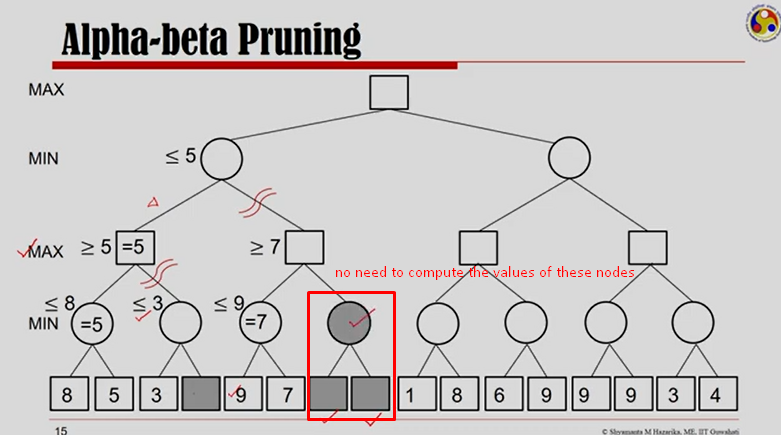 Alpha-beta Pruning
MAX
MIN ≤ 5
MAX ≥ 5 =5 ≥ 7
no need to compute the values of these nodes
≤ 8 ≤ 3 ≤ 9
MIN =5 =7
8 5 3 9 7 1 8 6 9 9 9 3 4
15 © Shyamanta M Hazarika, ME, IIT Guwahati